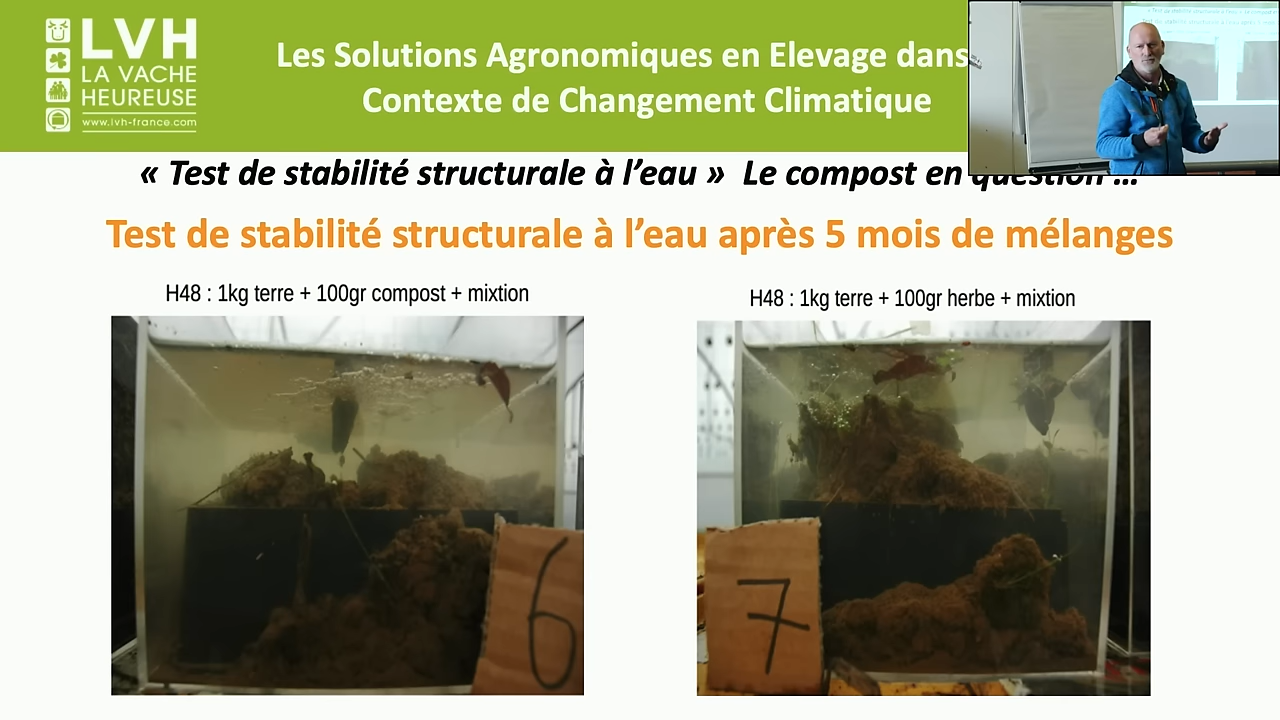 LVH
LA VACHE
HEUREUSE
www.lvh-france.com
Les Solutions Agronomiques en Elevage dans
Contexte de Changement Climatique
« Test de stabilité structurale à l'eau » Le compost en question ...
Test de stabilité structurale à l'eau après 5 mois de mélanges
H48 : 1kg terre + 100gr compost + mixtion
H48 : 1kg terre + 100gr herbe + mixtion
6
7